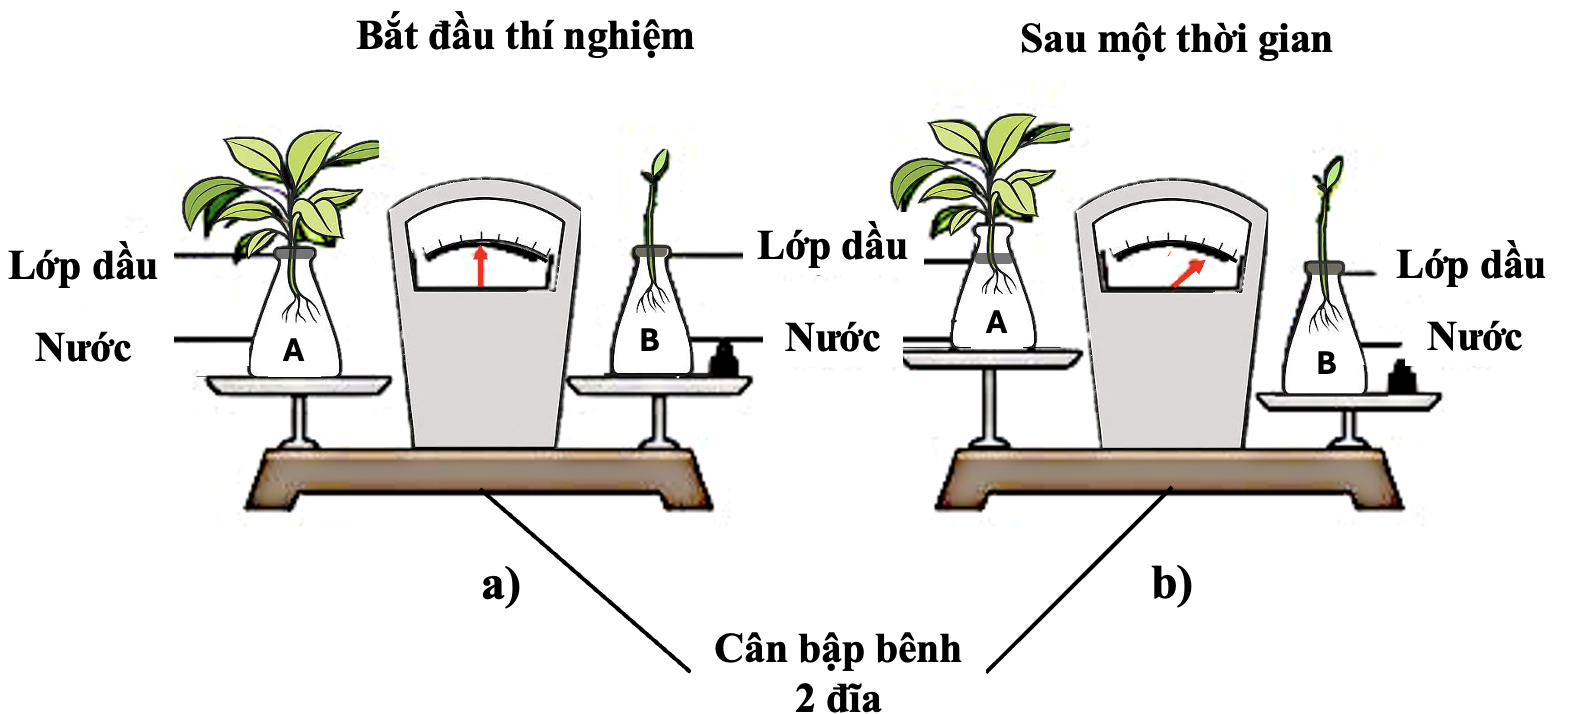 Bắt đầu thí nghiệm
Sau một thời gian
Lớp dầu
Lớp dầu
Lớp dầu
Nước
Nước
Nước
A
B
A
B
a)
b)
Cân bập bênh
2 đĩa